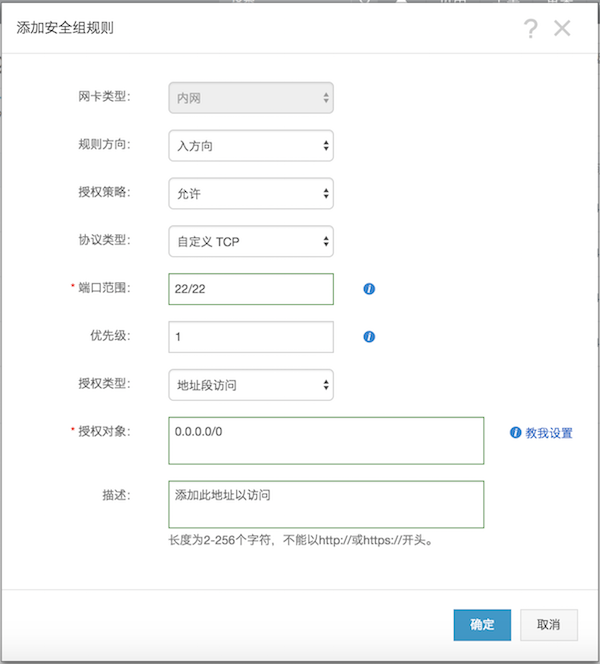 添加安全组规则
?
网卡类型: 内网
规则方向: 入方向
授权策略: 允许
协议类型: 自定义 TCP
* 端口范围: 22/22
优先级: 1
授权类型: 地址段访问
* 授权对象: 0.0.0.0/0 教我设置
描述: 添加此地址以访问
长度为2-256个字符，不能以http://或https://开头。
确定 取消